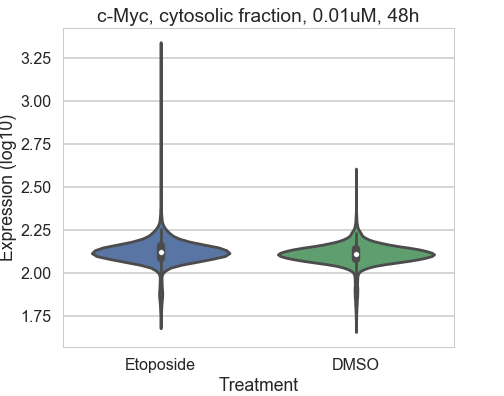 c-Myc, cytosolic fraction, 0.01uM, 48h
Expression (log10)
3.25
3.00
2.75
2.50
2.25
2.00
1.75
Etoposide DMSO
Treatment